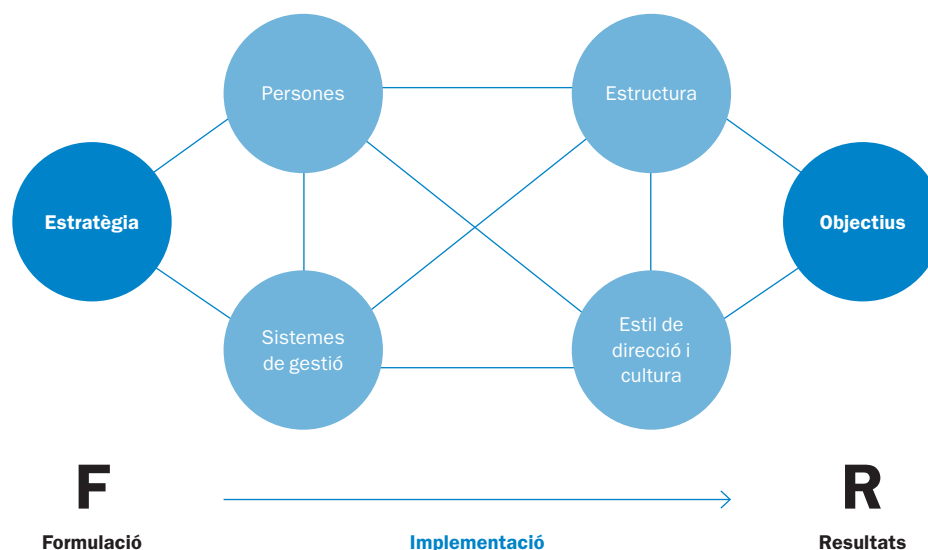 Persones
Estructura
Estratègia
Objectius
Sistemes
de gestió
Estil de
direcció i
cultura
F
R
Formulació
Implementació
Resultats